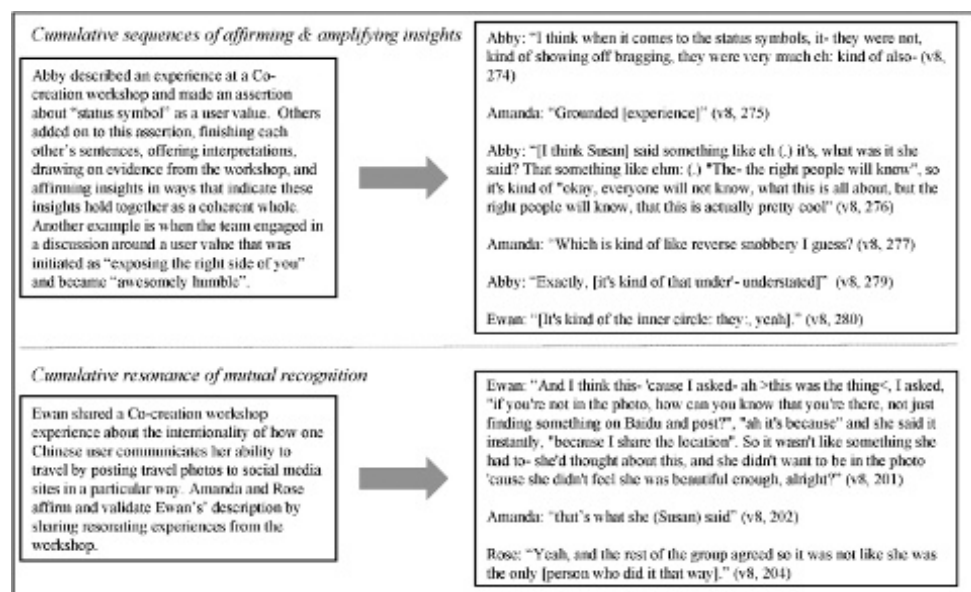 Cumulative sequences of affirming & amplifying insights
Abby described an experience at a Co-
creation workshop and made an assertion
about “status symbol” as a user value. Others
added on to this assertion, finishing each
other’s sentences, offering interpretations,
drawing on evidence from the workshop, and
affirming insights in ways that indicate these
insights hold together as a coherent whole.
Another example is when the team engaged in
a discussion around a user value that was
initiated as “exposing the right side of you”
and became “awesomely humble”.
Abby: “I think when it comes to the status symbols, it- they were not,
kind of showing off bragging, they were very much eh: kind of also- (v8,
274)
Amanda: “Grounded [experience]” (v8, 275)
Abby: “[I think Susan] said something like eh (.) it's, what was it she
said? That something like ehm: (.) "The- the right people will know", so
it's kind of "okay, everyone will not know, what this is all about, but the
right people will know, that this is actually pretty cool" (v8, 276)
Amanda: “Which is kind of like reverse snobbery I guess? (v8, 277)
Abby: “Exactly, [it's kind of that under'- understated]” (v8, 279)
Ewan: “[It's kind of the inner circle: they:, yeah].” (v8, 280)
Cumulative resonance of mutual recognition
Ewan shared a Co-creation workshop
experience about the intentionality of how one
Chinese user communicates her ability to
travel by posting travel photos to social media
sites in a particular way. Amanda and Rose
affirm and validate Ewan’s’ description by
sharing resonating experiences from the
workshop.
Ewan: “And I think this- 'cause I asked- ah >this was the thing<, I asked,
"if you're not in the photo, how can you know that you're there, not just
finding something on Baidu and post?", "ah it's because" and she said it
instantly, "because I share the location". So it wasn't like something she
had to- she'd thought about this, and she didn't want to be in the photo
'cause she didn't feel she was beautiful enough, alright?” (v8, 201)
Amanda: “that’s what she (Susan) said” (v8, 202)
Rose: “Yeah, and the rest of the group agreed so it was not like she was
the only [person who did it that way].” (v8, 204)